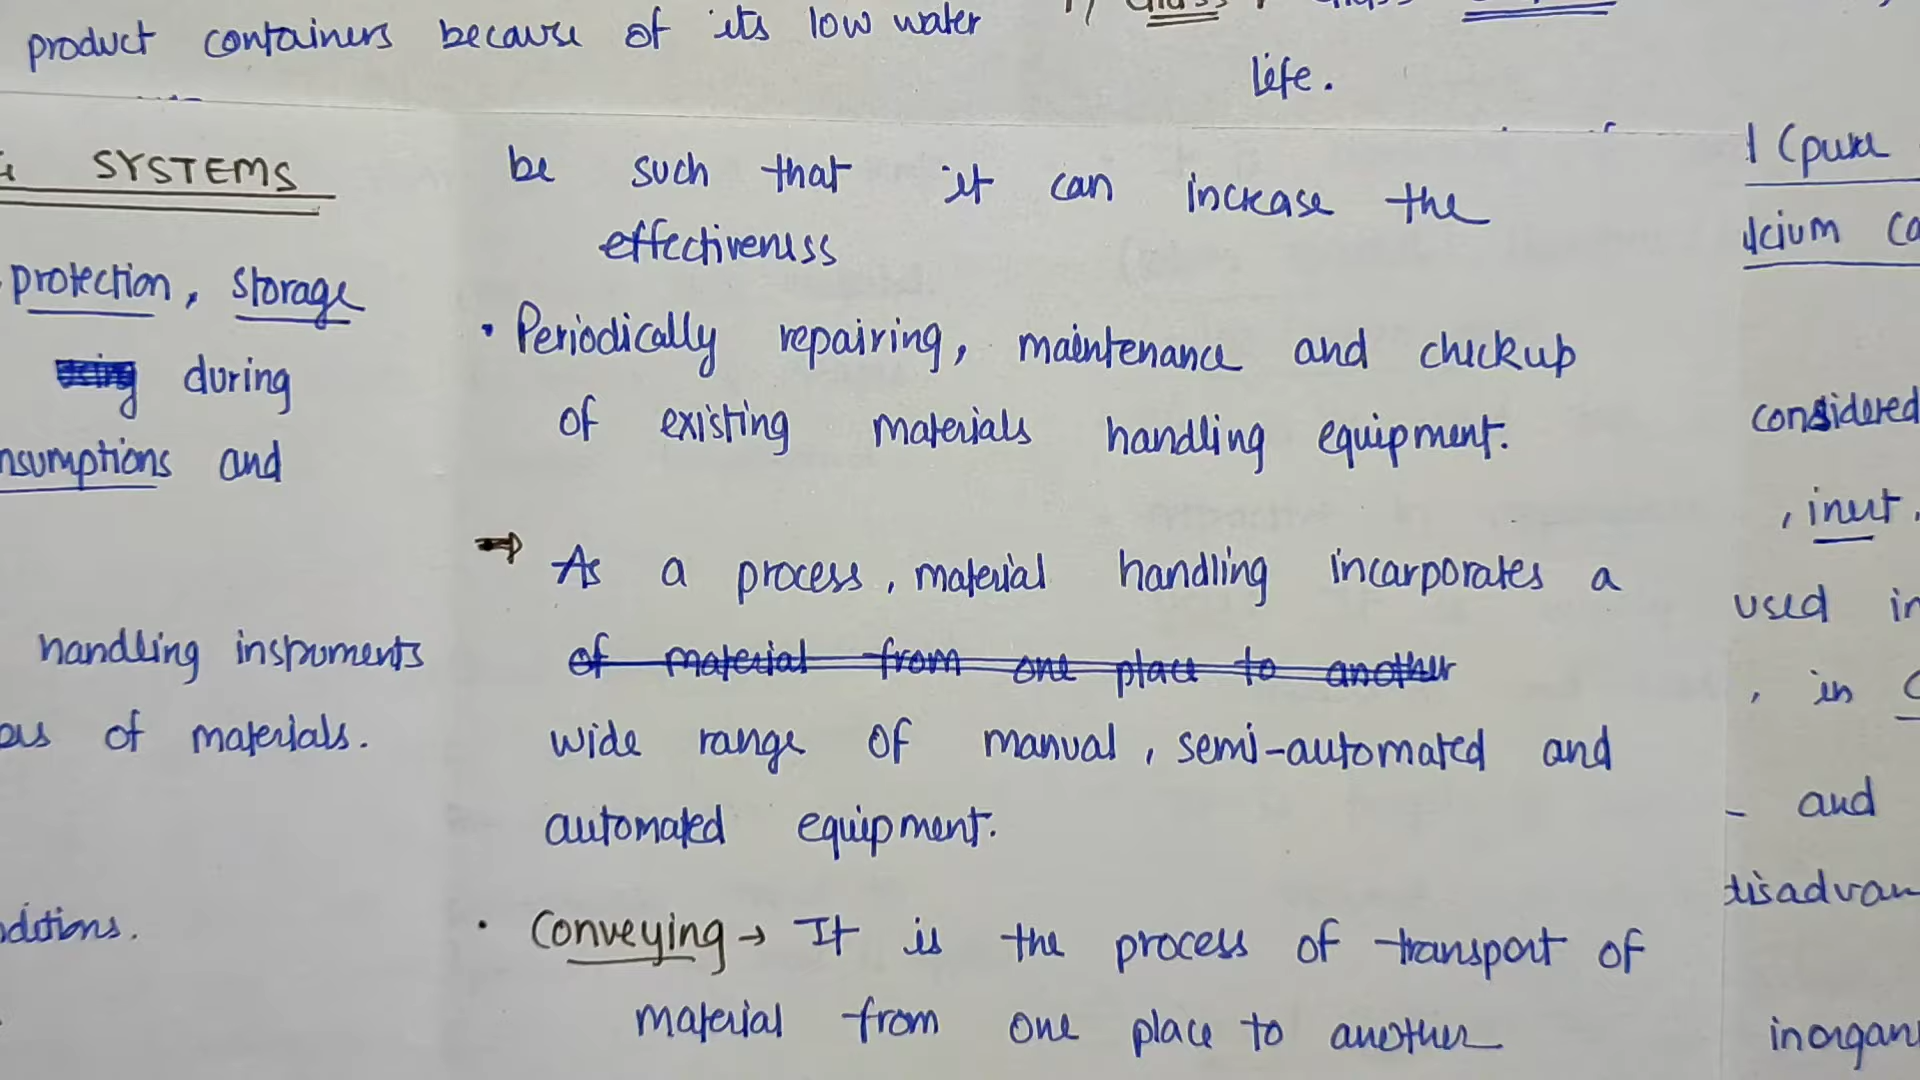 product containers because of its low water
life.
SYSTEMS
protection, storage
during
and
handling instruments
of materials.
be such that it can increase the
effectiveness
• Periodically repairing, maintenance and checkup
of existing materials handling equipment.
⇒ As a process, material handling incarporates a
of material from one place to another
wide range of manual, semi-automated and
automated equipment.
• Conveying → It is the process of transport of
material from one place to another
(pure
considered
, inert,
used in
, in
and